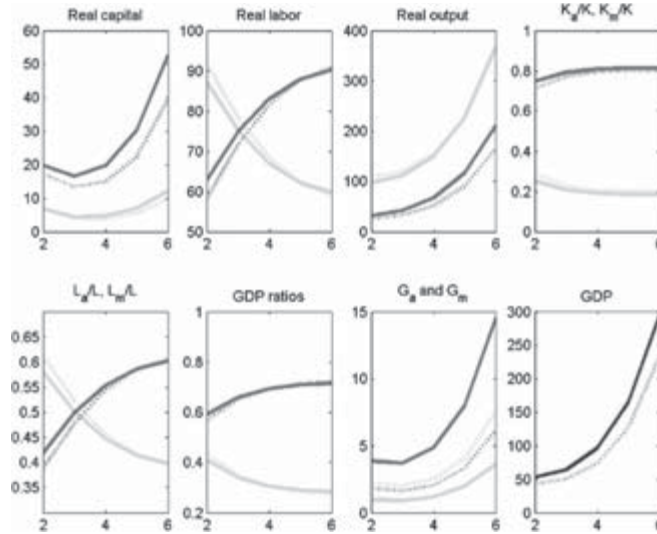 Real capital
60
50
40
30
20
10
0
2 4 6
Real labor
100
90
80
70
60
50
2 4 6
Real output
400
300
200
100
0
2 4 6
Kₐ/K, Kₘ/K
1
0.8
0.6
0.4
0.2
0
2 4 6
Lₐ/L, Lₘ/L
0.65
0.6
0.55
0.5
0.45
0.4
0.35
2 4 6
GDP ratios
1
0.8
0.6
0.4
0.2
2 4 6
Gₐ and Gₘ
15
10
5
0
2 4 6
GDP
300
250
200
150
100
50
0
2 4 6